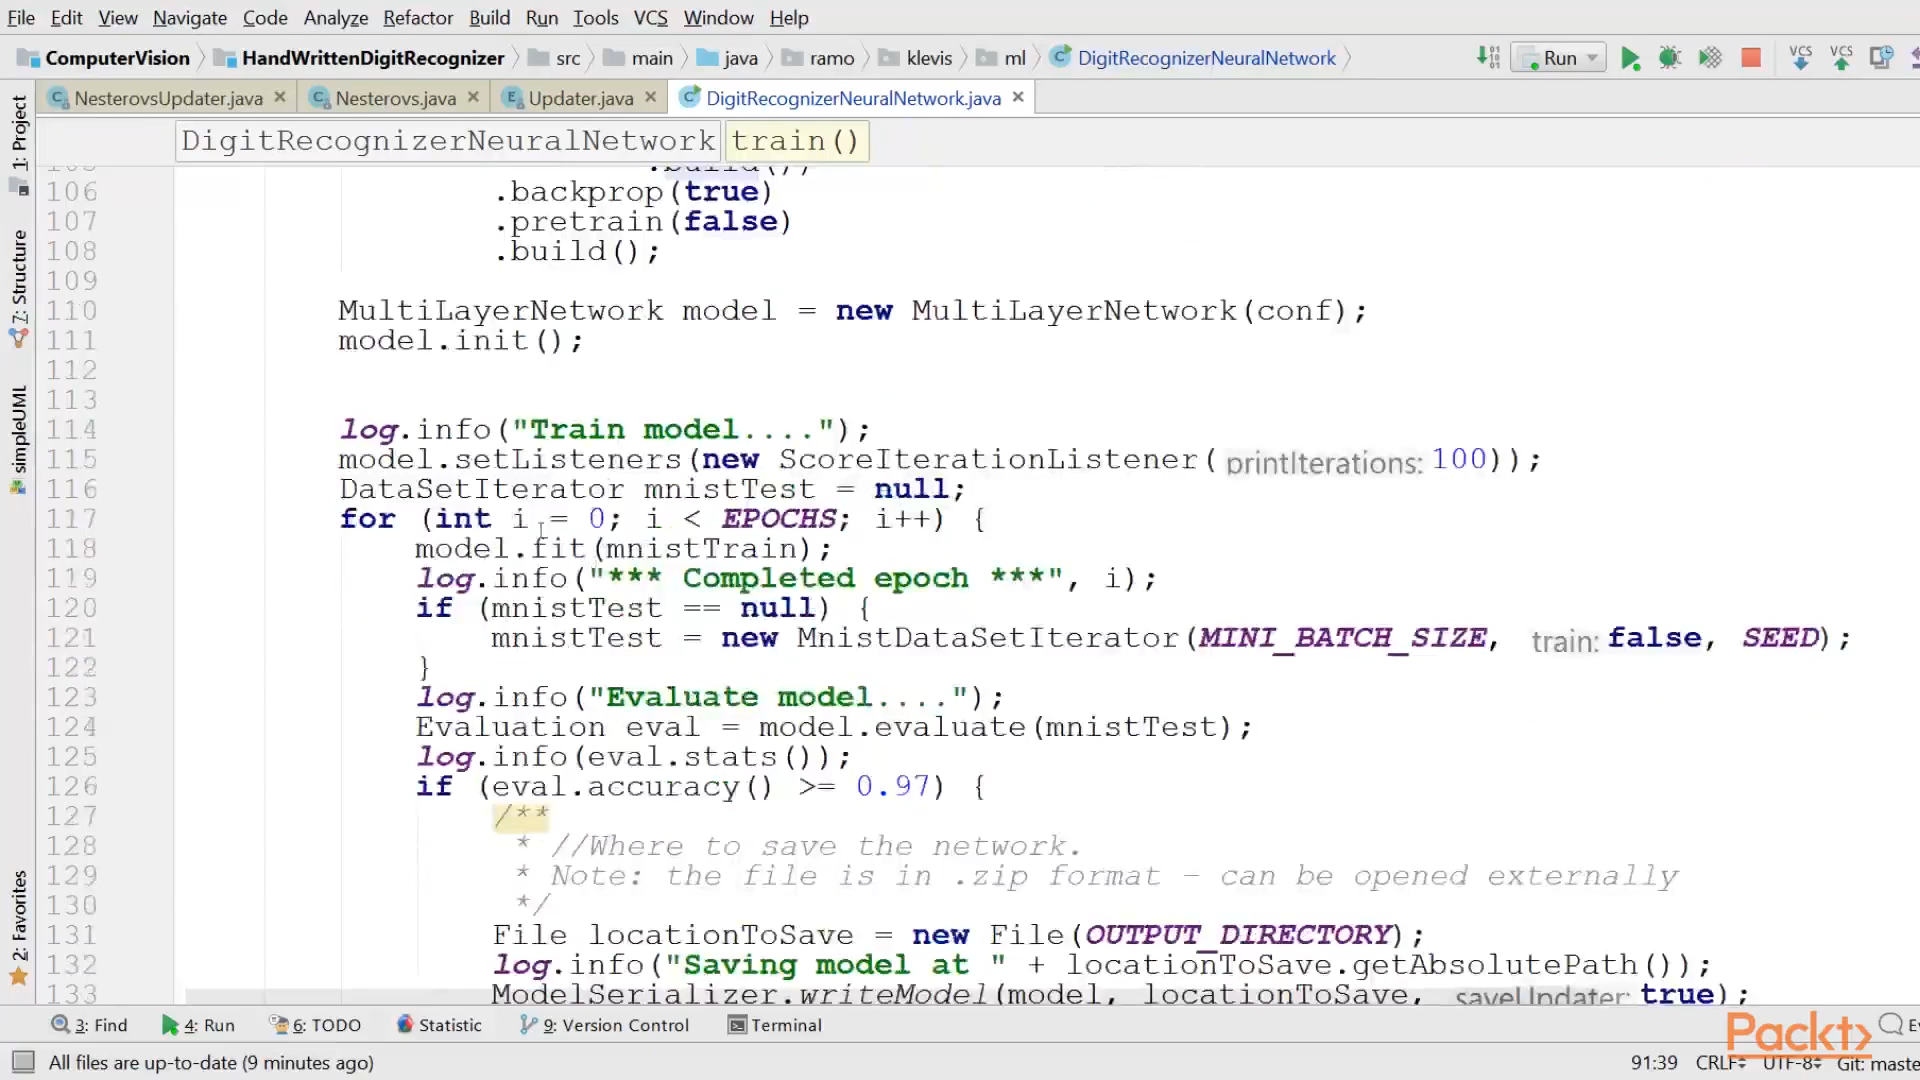 File Edit View Navigate Code Analyze Refactor Build Run Tools VCS Window Help
ComputerVision HandWrittenDigitRecognizer src main java ramo klevis ml DigitRecognizerNeuralNetwork Run VCS VCS
NesterovsUpdater.java Nesterovs.java Updater.java DigitRecognizerNeuralNetwork.java
DigitRecognizerNeuralNetwork train()
1: Project
7: Structure
simpleUML
2: Favorites
105 .build())
106 .backprop(true)
107 .pretrain(false)
108 .build();
109
110 MultiLayerNetwork model = new MultiLayerNetwork(conf);
111 model.init();
112
113
114 log.info("Train model....");
115 model.setListeners(new ScoreIterationListener( printIterations: 100));
116 DataSetIterator mnistTest = null;
117 for (int i = 0; i < EPOCHS; i++) {
118 model.fit(mnistTrain);
119 log.info("*** Completed epoch ***", i);
120 if (mnistTest == null) {
121 mnistTest = new MnistDataSetIterator(MINI_BATCH_SIZE, train: false, SEED);
122 }
123 log.info("Evaluate model....");
124 Evaluation eval = model.evaluate(mnistTest);
125 log.info(eval.stats());
126 if (eval.accuracy() >= 0.97) {
127 /**
128 * //Where to save the network.
129 * Note: the file is in .zip format - can be opened externally
130 */
131 File locationToSave = new File(OUTPUT_DIRECTORY);
132 log.info("Saving model at " + locationToSave.getAbsolutePath());
133 ModelSerializer.writeModel(model, locationToSave, saveUpdater: true);
3: Find 4: Run 6: TODO Statistic 9: Version Control Terminal
Packt
All files are up-to-date (9 minutes ago) 91:39 CRLF UTF-8 Git: maste